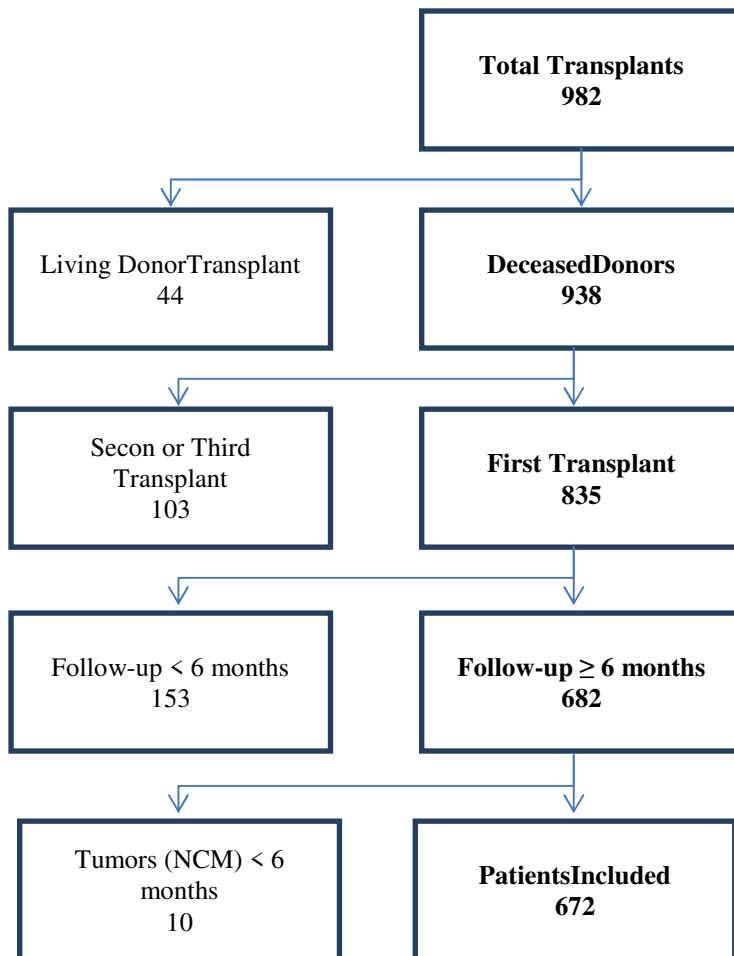 Total Transplants
982
Living DonorTransplant
44
DeceasedDonors
938
Secon or Third
Transplant
103
First Transplant
835
Follow-up < 6 months
153
Follow-up ≥ 6 months
682
Tumors (NCM) < 6
months
10
PatientsIncluded
672